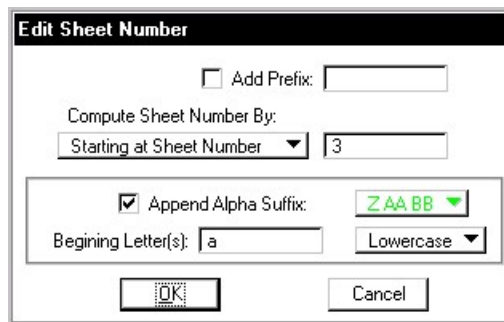 Edit Sheet Number
Add Prefix:
Compute Sheet Number By:
Starting at Sheet Number 3
Append Alpha Suffix: Z AA BB
Begining Letter(s): a Lowercase
OK Cancel